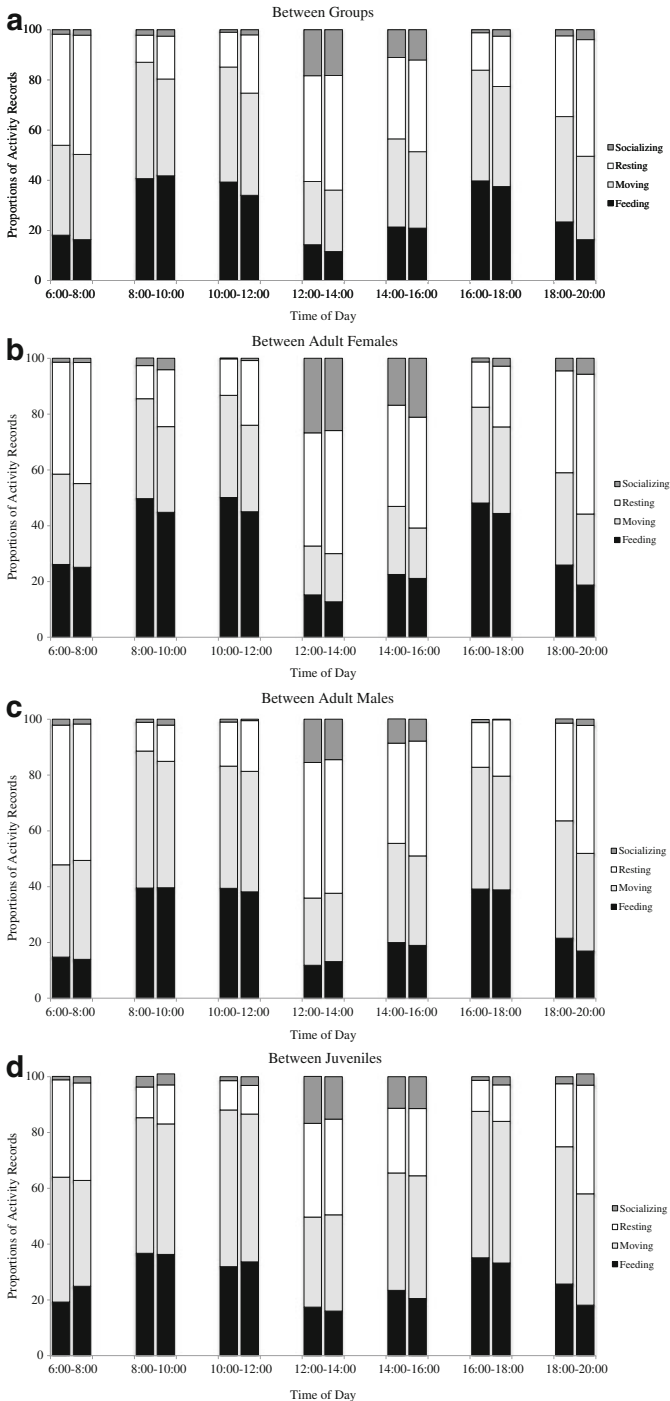 a
Between Groups
100
80
60
40
20
0
Proportions of Activity Records
Socializing
Resting
Moving
Feeding
6:00-8:00 8:00-10:00 10:00-12:00 12:00-14:00 14:00-16:00 16:00-18:00 18:00-20:00
Time of Day
b
Between Adult Females
100
80
60
40
20
0
Proportions of Activity Records
Socializing
Resting
Moving
Feeding
6:00-8:00 8:00-10:00 10:00-12:00 12:00-14:00 14:00-16:00 16:00-18:00 18:00-20:00
Time of Day
c
Between Adult Males
100
80
60
40
20
0
Proportions of Activity Records
Socializing
Resting
Moving
Feeding
6:00-8:00 8:00-10:00 10:00-12:00 12:00-14:00 14:00-16:00 16:00-18:00 18:00-20:00
Time of Day
d
Between Juveniles
100
80
60
40
20
0
Proportions of Activity Records
Socializing
Resting
Moving
Feeding
6:00-8:00 8:00-10:00 10:00-12:00 12:00-14:00 14:00-16:00 16:00-18:00 18:00-20:00
Time of Day